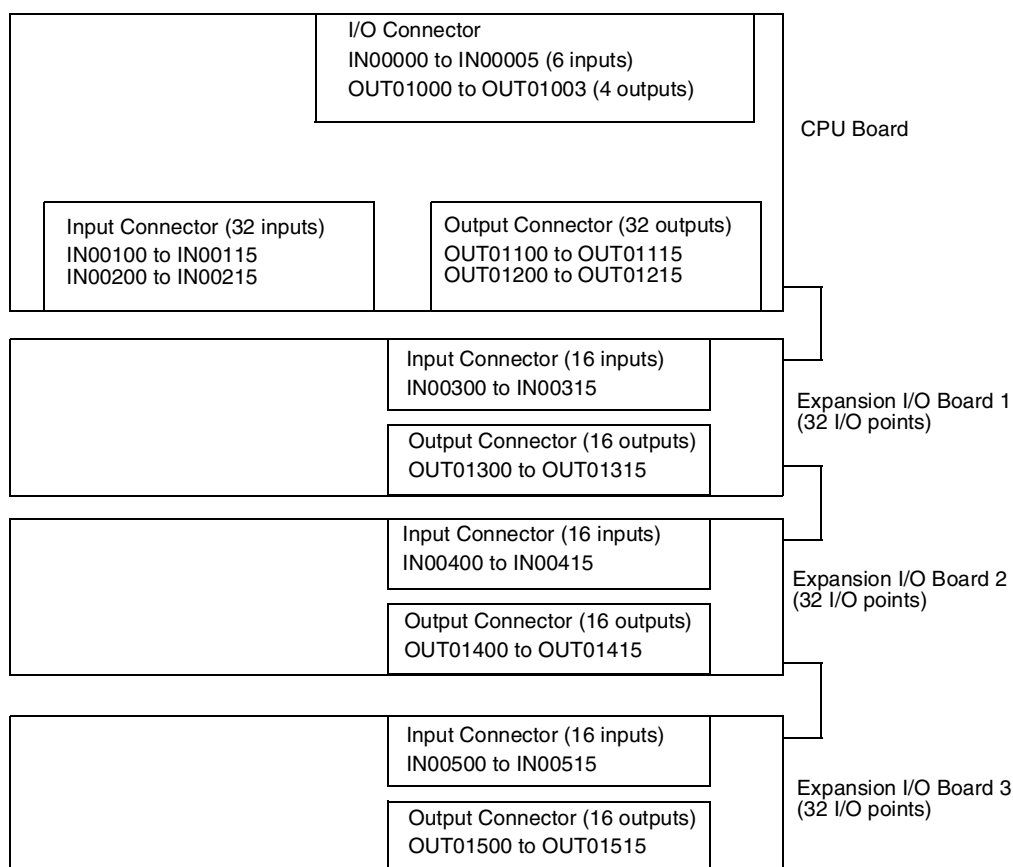 I/O Connector
IN00000 to IN00005 (6 inputs)
OUT01000 to OUT01003 (4 outputs)
CPU Board
Input Connector (32 inputs)
IN00100 to IN00115
IN00200 to IN00215
Output Connector (32 outputs)
OUT01100 to OUT01115
OUT01200 to OUT01215
Input Connector (16 inputs)
IN00300 to IN00315
Expansion I/O Board 1
(32 I/O points)
Output Connector (16 outputs)
OUT01300 to OUT01315
Input Connector (16 inputs)
IN00400 to IN00415
Expansion I/O Board 2
(32 I/O points)
Output Connector (16 outputs)
OUT01400 to OUT01415
Input Connector (16 inputs)
IN00500 to IN00515
Expansion I/O Board 3
(32 I/O points)
Output Connector (16 outputs)
OUT01500 to OUT01515